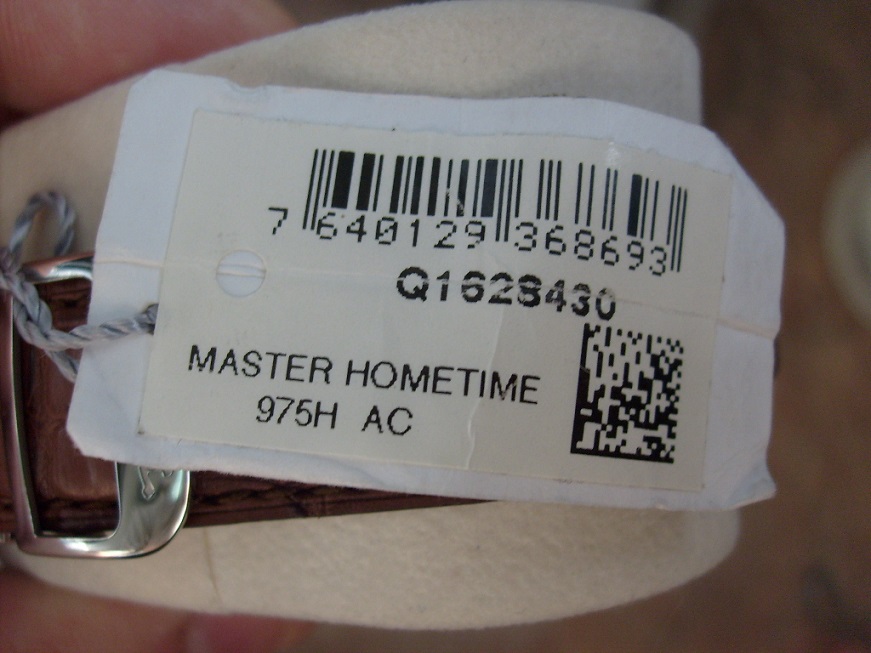 7 640129 368693
Q1628430
MASTER HOMETIME
975H AC